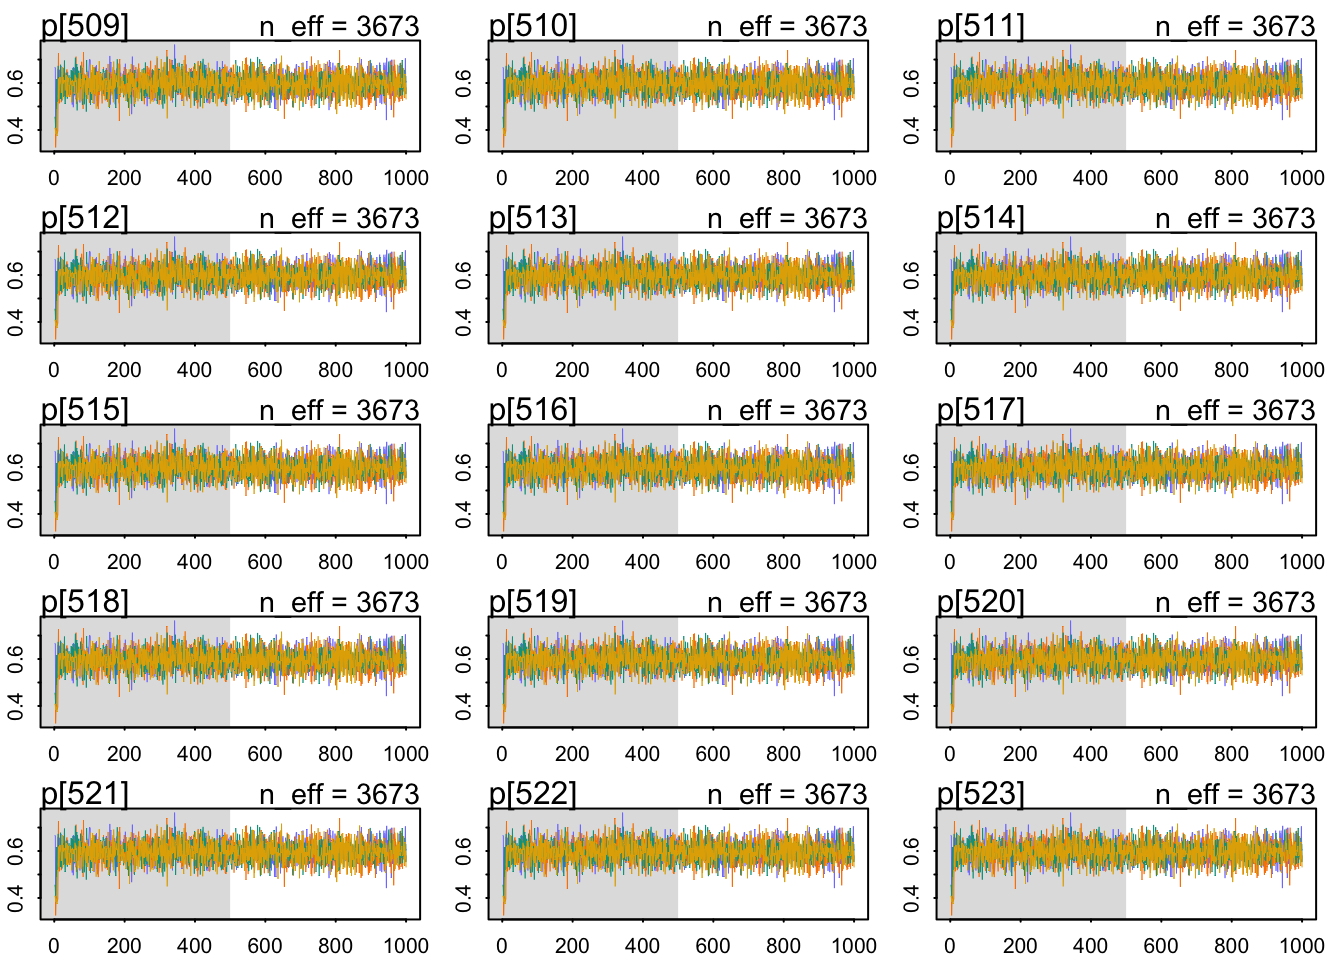 p[509] n_eff = 3673 p[510] n_eff = 3673 p[511] n_eff = 3673
0.4 0.6 0.4 0.6 0.4 0.6
0 200 400 600 800 1000 0 200 400 600 800 1000 0 200 400 600 800 1000
p[512] n_eff = 3673 p[513] n_eff = 3673 p[514] n_eff = 3673
0.4 0.6 0.4 0.6 0.4 0.6
0 200 400 600 800 1000 0 200 400 600 800 1000 0 200 400 600 800 1000
p[515] n_eff = 3673 p[516] n_eff = 3673 p[517] n_eff = 3673
0.4 0.6 0.4 0.6 0.4 0.6
0 200 400 600 800 1000 0 200 400 600 800 1000 0 200 400 600 800 1000
p[518] n_eff = 3673 p[519] n_eff = 3673 p[520] n_eff = 3673
0.4 0.6 0.4 0.6 0.4 0.6
0 200 400 600 800 1000 0 200 400 600 800 1000 0 200 400 600 800 1000
p[521] n_eff = 3673 p[522] n_eff = 3673 p[523] n_eff = 3673
0.4 0.6 0.4 0.6 0.4 0.6
0 200 400 600 800 1000 0 200 400 600 800 1000 0 200 400 600 800 1000